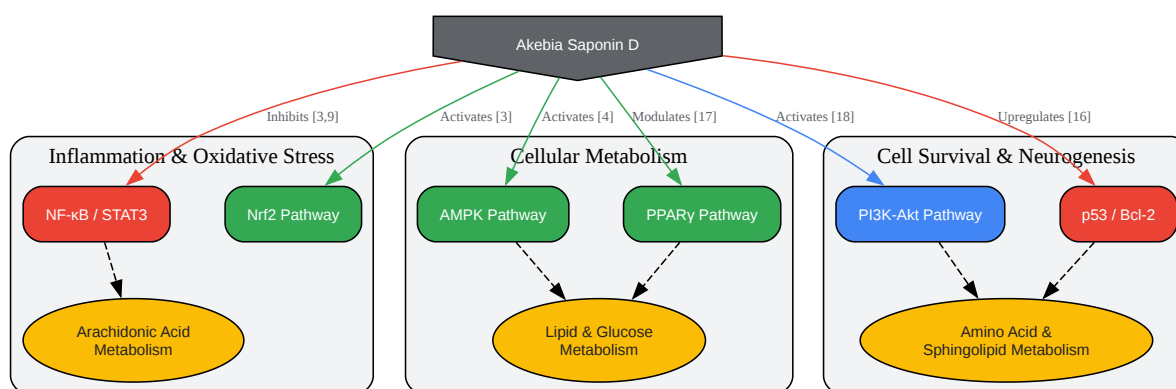 Akebia Saponin D
Inhibits [3,9]
Activates [3]
Activates [4]
Modulates [17]
Activates [18]
Upregulates [16]
Inflammation & Oxidative Stress
Cellular Metabolism
Cell Survival & Neurogenesis
NF-κB / STAT3
Nrf2 Pathway
AMPK Pathway
PPARγ Pathway
PI3K-Akt Pathway
p53 / Bcl-2
Arachidonic Acid
Metabolism
Lipid & Glucose
Metabolism
Amino Acid &
Sphingolipid Metabolism